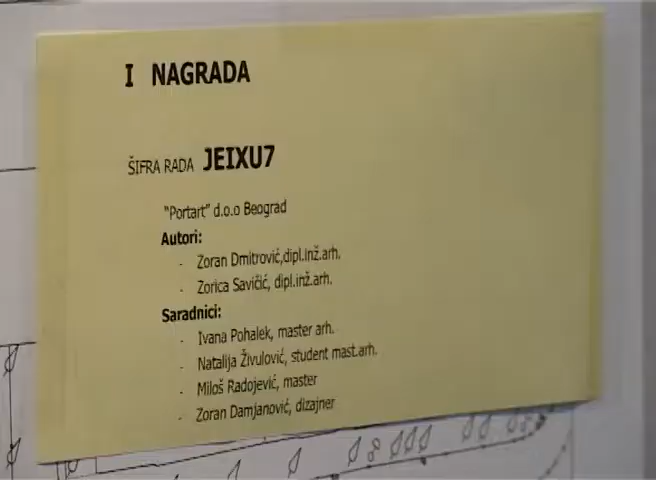 I NAGRADA
ŠIFRA RADA JEIXU7
"Portart" d.o.o Beograd
Autori:
- Zoran Dmitrović,dipl.inž.arh.
- Zorica Savičić, dipl.inž.arh.
Saradnici:
- Ivana Pohalek, master arh.
- Natalija Živulović, student mast.arh.
- Miloš Radojević, master
- Zoran Damjanović, dizajner